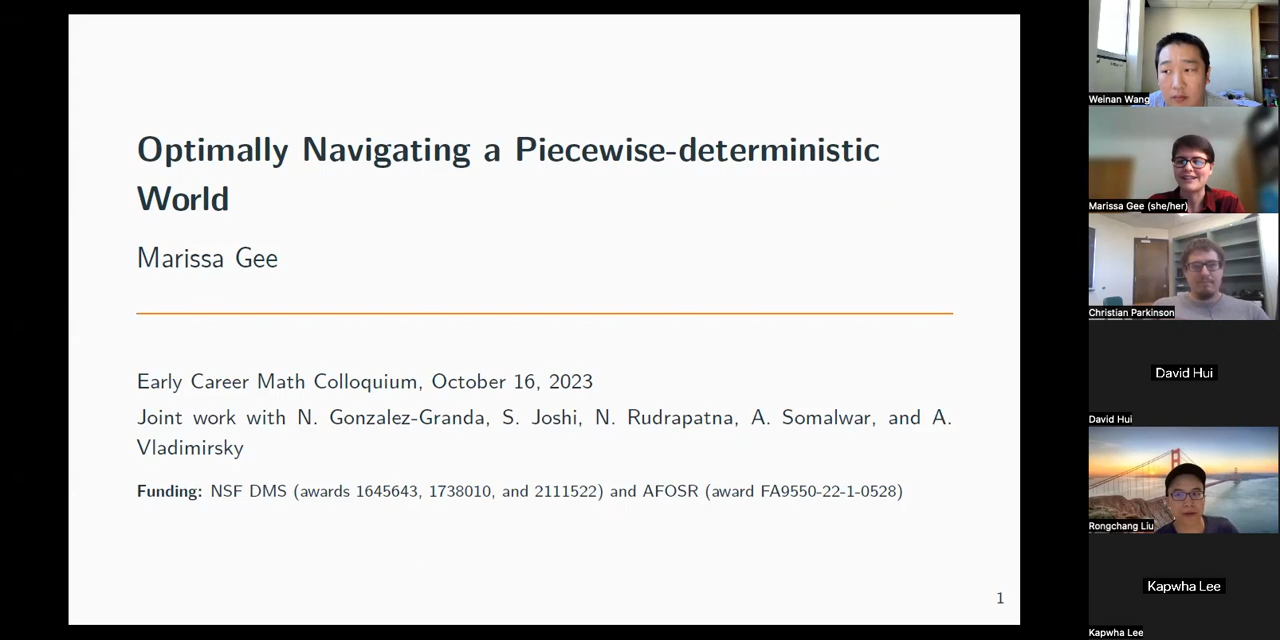 Optimally Navigating a Piecewise-deterministic
World
Marissa Gee
Early Career Math Colloquium, October 16, 2023
Joint work with N. Gonzalez-Granda, S. Joshi, N. Rudrapatna, A. Somalwar, and A.
Vladimirsky
Funding: NSF DMS (awards 1645643, 1738010, and 2111522) and AFOSR (award FA9550-22-1-0528)
1
Weinan Wang
Marissa Gee (she/her)
Christian Parkinson
David Hui
David Hui
Rongchang Liu
Kapwha Lee
Kapwha Lee